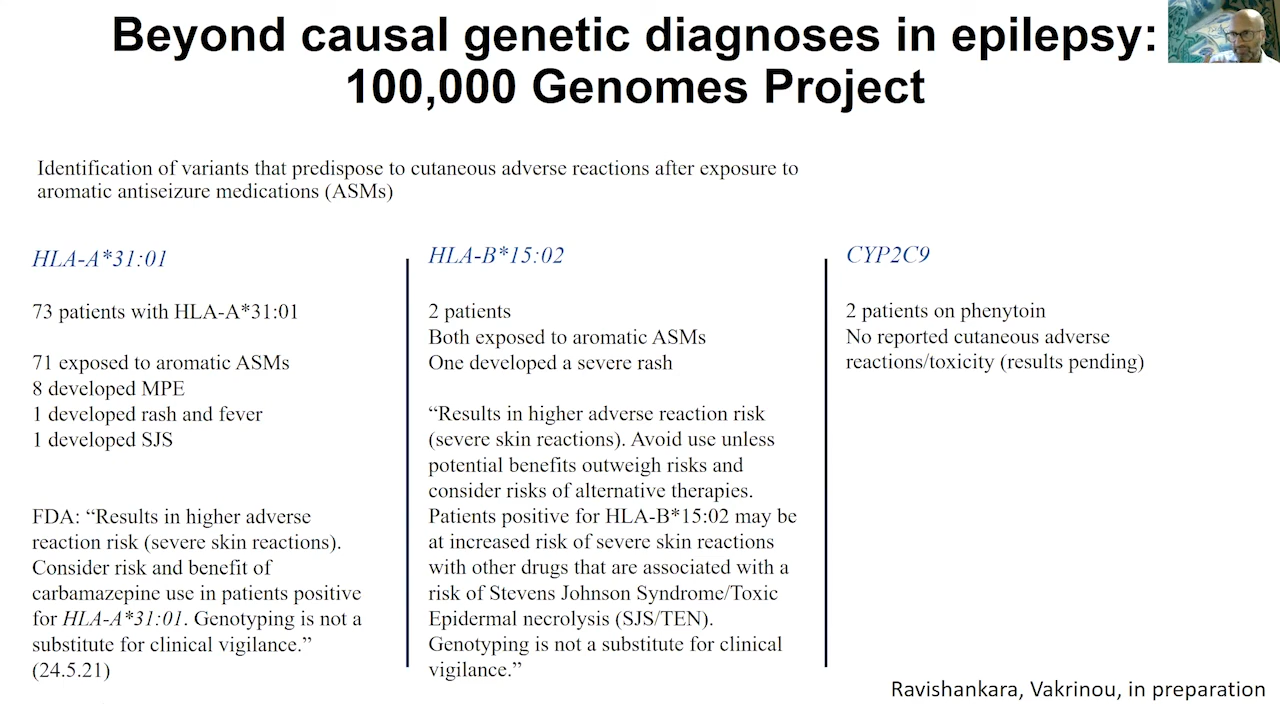 Beyond causal genetic diagnoses in epilepsy:
100,000 Genomes Project
Identification of variants that predispose to cutaneous adverse reactions after exposure to
aromatic antiseizure medications (ASMs)
HLA-A*31:01
73 patients with HLA-A*31:01
71 exposed to aromatic ASMs
8 developed MPE
1 developed rash and fever
1 developed SJS
FDA: “Results in higher adverse
reaction risk (severe skin reactions).
Consider risk and benefit of
carbamazepine use in patients positive
for HLA-A*31:01. Genotyping is not a
substitute for clinical vigilance.”
(24.5.21)
HLA-B*15:02
2 patients
Both exposed to aromatic ASMs
One developed a severe rash
“Results in higher adverse reaction risk
(severe skin reactions). Avoid use unless
potential benefits outweigh risks and
consider risks of alternative therapies.
Patients positive for HLA-B*15:02 may be
at increased risk of severe skin reactions
with other drugs that are associated with a
risk of Stevens Johnson Syndrome/Toxic
Epidermal necrolysis (SJS/TEN).
Genotyping is not a substitute for clinical
vigilance.”
CYP2C9
2 patients on phenytoin
No reported cutaneous adverse
reactions/toxicity (results pending)
Ravishankara, Vakrinou, in preparation